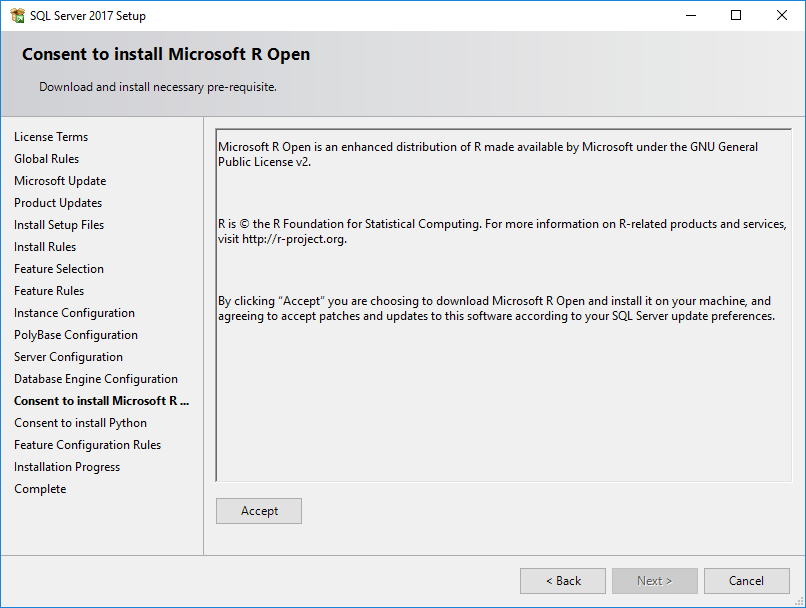 SQL Server 2017 Setup
Consent to install Microsoft R Open
Download and install necessary pre-requisite.
License Terms
Global Rules
Microsoft Update
Product Updates
Install Setup Files
Install Rules
Feature Selection
Feature Rules
Instance Configuration
PolyBase Configuration
Server Configuration
Database Engine Configuration
Consent to install Microsoft R ...
Consent to install Python
Feature Configuration Rules
Installation Progress
Complete
Microsoft R Open is an enhanced distribution of R made available by Microsoft under the GNU General
Public License v2.
R is © the R Foundation for Statistical Computing. For more information on R-related products and services,
visit http://r-project.org.
By clicking “Accept” you are choosing to download Microsoft R Open and install it on your machine, and
agreeing to accept patches and updates to this software according to your SQL Server update preferences.
Accept
< Back
Next >
Cancel